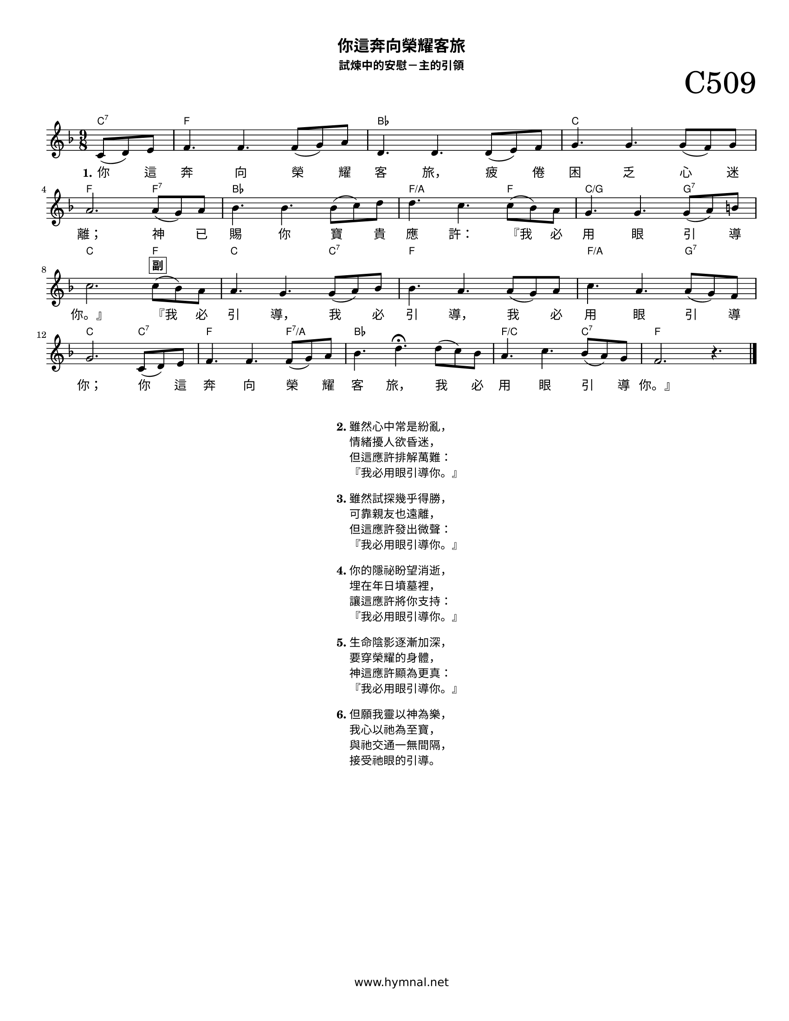 你這奔向榮耀客旅
試煉中的安慰－主的引領
C509
C7 F B♭ C
9 8
1. 你 這 奔 向 榮 耀 客 旅， 疲 倦 困 乏 心 迷
4 F F7 B♭ F/A F C/G G7
離； 神 已 賜 你 寶 貴 應 許： 『我 必 用 眼 引 導
8 C F C C7 F F/A G7
副
你。』 『我 必 引 導， 我 必 引 導， 我 必 用 眼 引 導
12 C C7 F F7/A B♭ F/C C7 F
你； 你 這 奔 向 榮 耀 客 旅， 我 必 用 眼 引 導 你。』
2. 雖然心中常是紛亂，
情緒擾人欲昏迷，
但這應許排解萬難：
『我必用眼引導你。』
3. 雖然試探幾乎得勝，
可靠親友也遠離，
但這應許發出微聲：
『我必用眼引導你。』
4. 你的隱祕盼望消逝，
埋在年日墳墓裡，
讓這應許將你支持：
『我必用眼引導你。』
5. 生命陰影逐漸加深，
要穿榮耀的身體，
神這應許顯為更真：
『我必用眼引導你。』
6. 但願我靈以神為樂，
我心以祂為至寶，
與祂交通一無間隔，
接受祂眼的引導。
www.hymnal.net